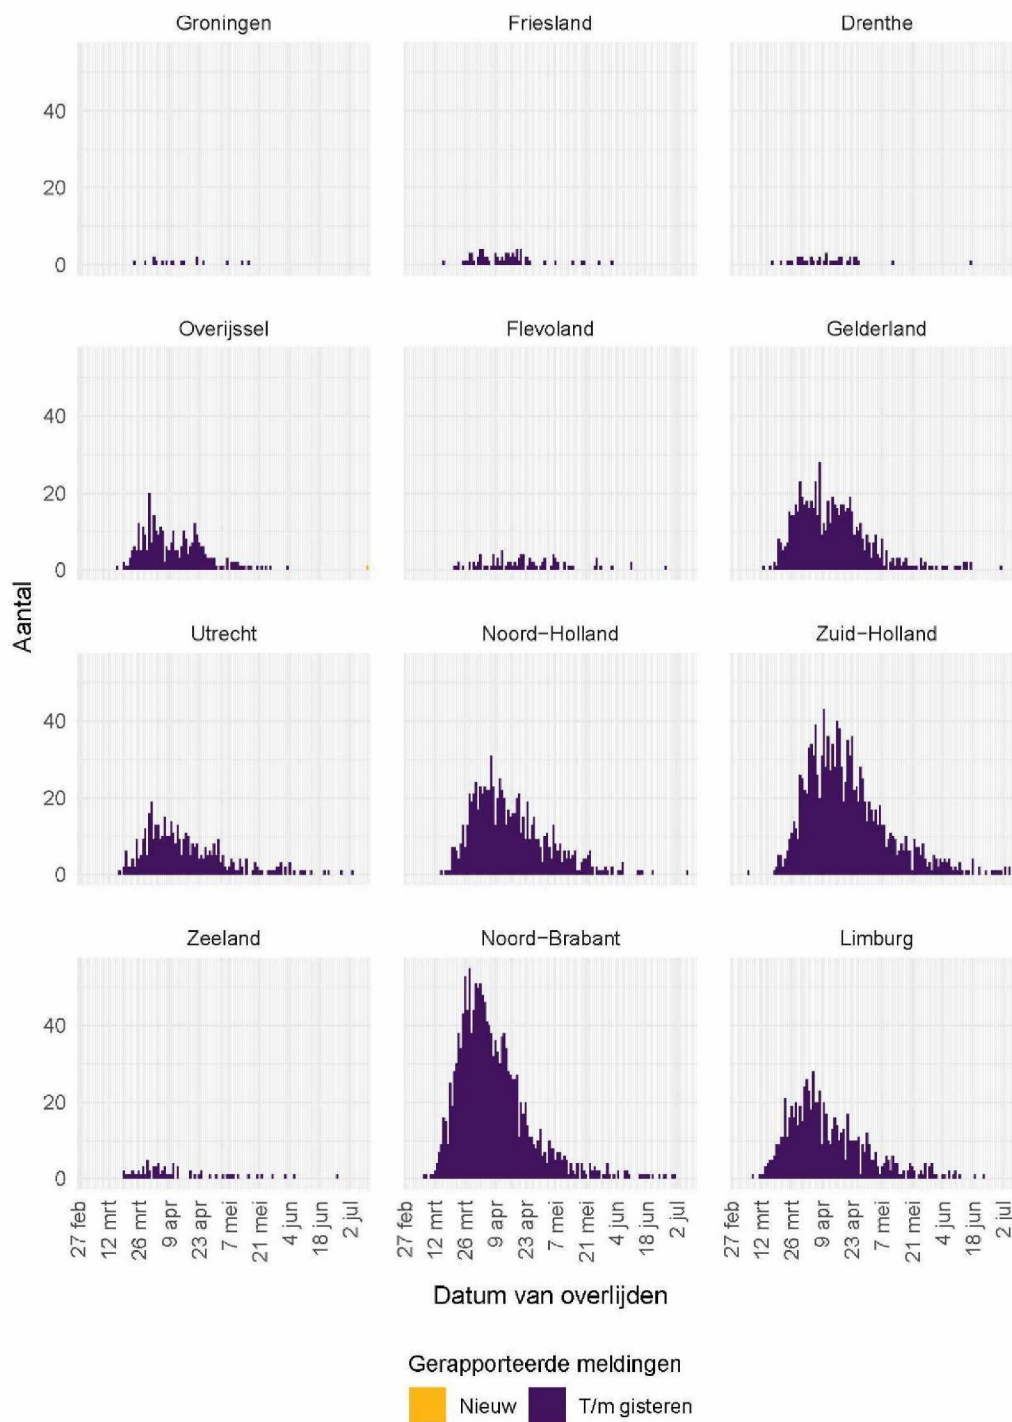 Groningen Friesland Drenthe
40
20
0
Overijssel Flevoland Gelderland
40
20
0
Aantal
Utrecht Noord-Holland Zuid-Holland
40
20
0
Zeeland Noord-Brabant Limburg
40
20
0
27 feb 12 mrt 26 mrt 9 apr 23 apr 7 mei 21 mei 4 jun 18 jun 2 jul 27 feb 12 mrt 26 mrt 9 apr 23 apr 7 mei 21 mei 4 jun 18 jun 2 jul 27 feb 12 mrt 26 mrt 9 apr 23 apr 7 mei 21 mei 4 jun 18 jun 2 jul
Datum van overlijden
Gerapporteerde meldingen
Nieuw T/m gisteren